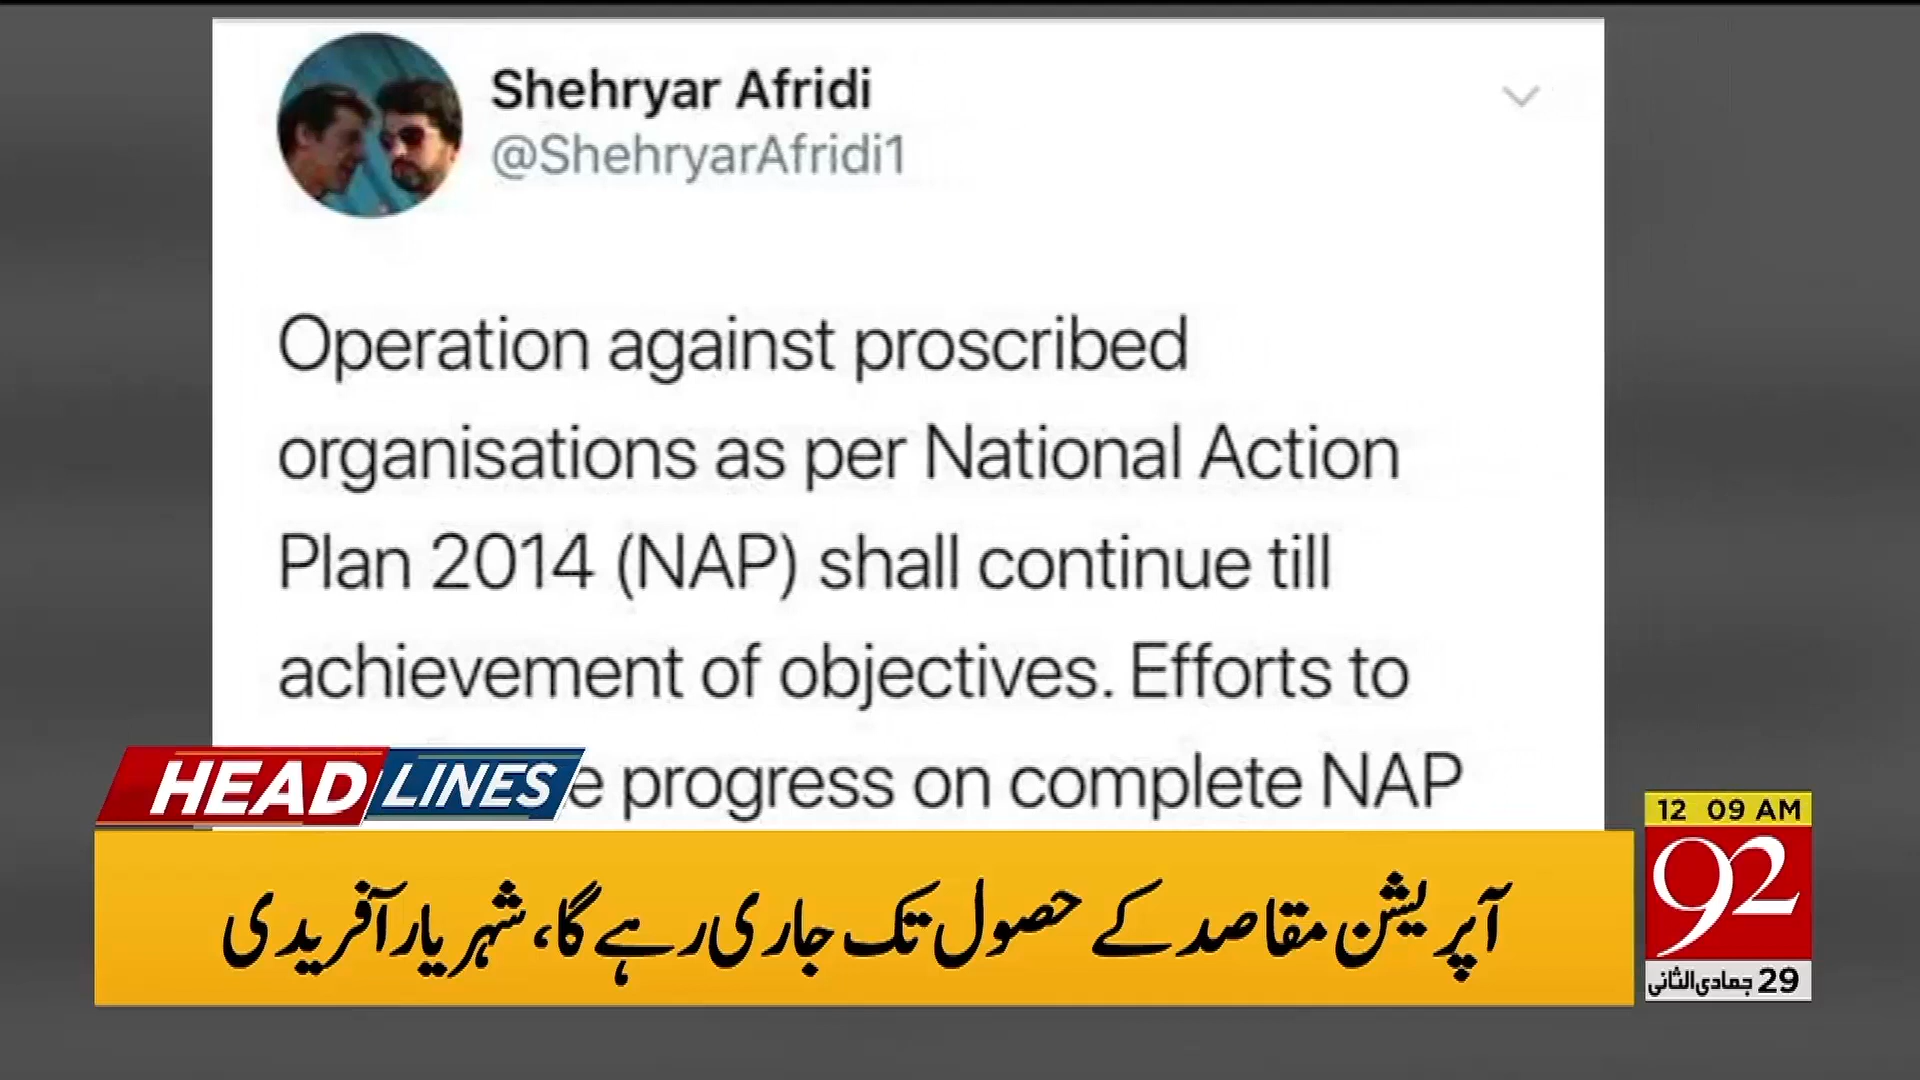 Shehryar Afridi
@ShehryarAfridi1
Operation against proscribed
organisations as per National Action
Plan 2014 (NAP) shall continue till
achievement of objectives. Efforts to
progress on complete NAP
HEADLINES
آپریشن مقاصد کے حصول تک جاری رہے گا، شہریار آفریدی
12 09 AM
92
29 جمادی الثانی